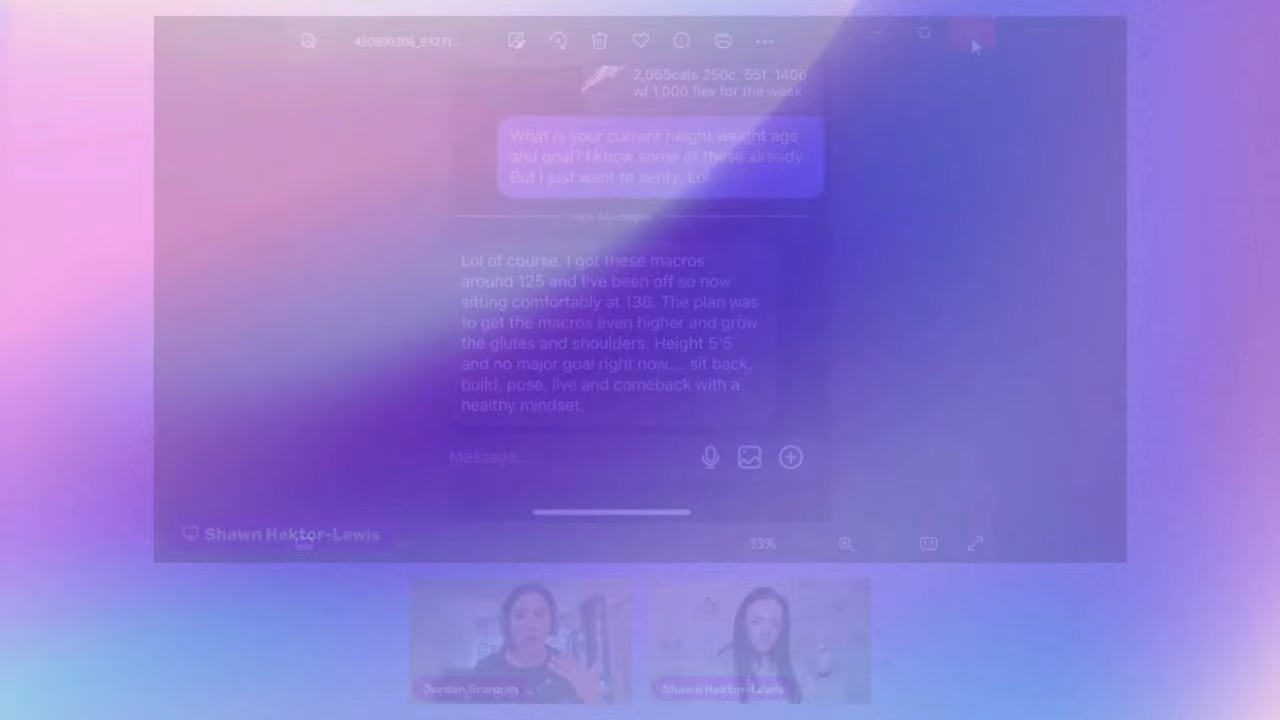 430990206_93271...
2,065cals 250c, 55f, 140p
w/ 1,000 flex for the week
What is your current height weight age
and goal? I know some of these already
But I just want to verify. Lol
Lol of course. I got these macros
around 125 and I've been off so now
sitting comfortably at 136. The plan was
to get the macros even higher and grow
the glutes and shoulders. Height 5'5
and no major goal right now.... sit back,
build, pose, live and comeback with a
healthy mindset.
Message...
Shawn Hektor-Lewis
33%
Jordan Branson
Shawn Hektor-Lewis